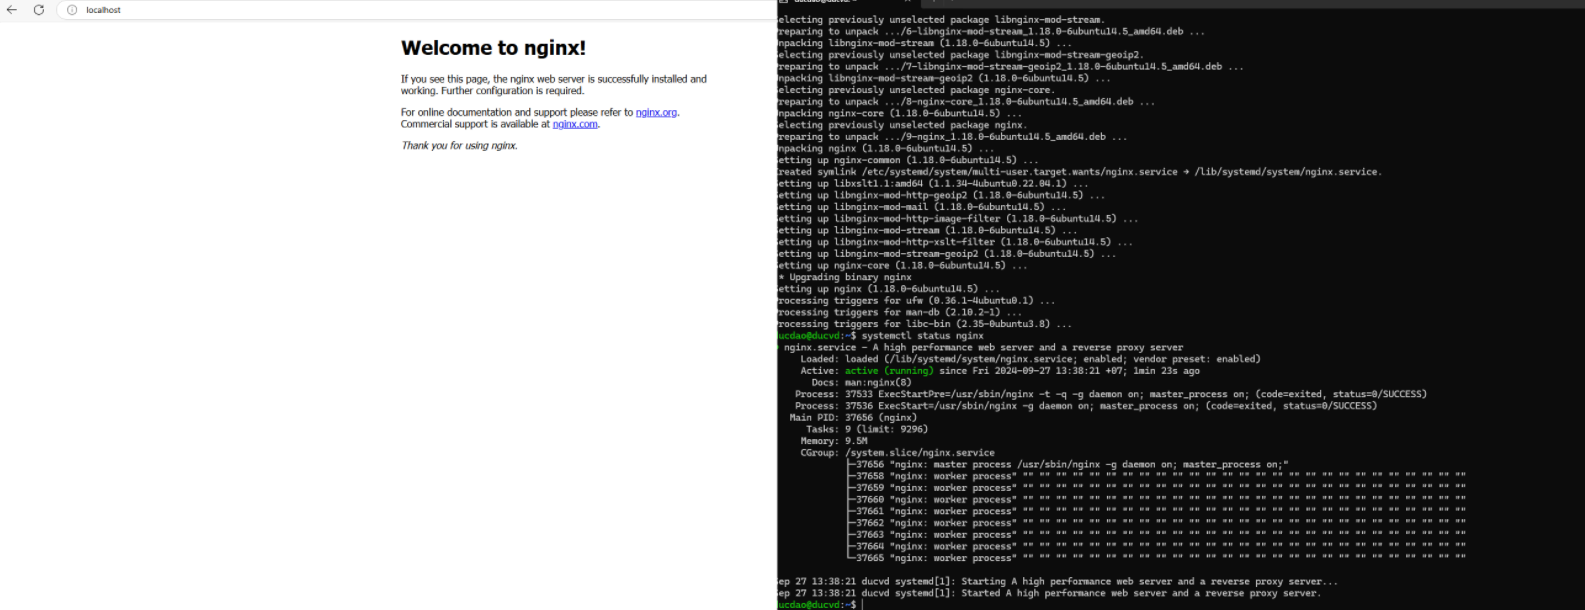 localhost
Welcome to nginx!
If you see this page, the nginx web server is successfully installed and
working. Further configuration is required.
For online documentation and support please refer to nginx.org.
Commercial support is available at nginx.com.
Thank you for using nginx.
electing previously unselected package libnginx-mod-stream.
reparing to unpack .../6-libnginx-mod-stream_1.18.0-6ubuntu14.5_amd64.deb ...
npacking libnginx-mod-stream (1.18.0-6ubuntu14.5) ...
electing previously unselected package libnginx-mod-stream-geoip2.
reparing to unpack .../7-libnginx-mod-stream-geoip2_1.18.0-6ubuntu14.5_amd64.deb ...
npacking libnginx-mod-stream-geoip2 (1.18.0-6ubuntu14.5) ...
electing previously unselected package nginx-core.
reparing to unpack .../8-nginx-core_1.18.0-6ubuntu14.5_amd64.deb ...
npacking nginx-core (1.18.0-6ubuntu14.5) ...
electing previously unselected package nginx.
reparing to unpack .../9-nginx_1.18.0-6ubuntu14.5_amd64.deb ...
npacking nginx (1.18.0-6ubuntu14.5) ...
etting up nginx-common (1.18.0-6ubuntu14.5) ...
reated symlink /etc/systemd/system/multi-user.target.wants/nginx.service → /lib/systemd/system/nginx.service.
etting up libxslt1.1:amd64 (1.1.34-4ubuntu0.22.04.1) ...
etting up libnginx-mod-http-geoip2 (1.18.0-6ubuntu14.5) ...
etting up libnginx-mod-mail (1.18.0-6ubuntu14.5) ...
etting up libnginx-mod-http-image-filter (1.18.0-6ubuntu14.5) ...
etting up libnginx-mod-stream (1.18.0-6ubuntu14.5) ...
etting up libnginx-mod-http-xslt-filter (1.18.0-6ubuntu14.5) ...
etting up libnginx-mod-stream-geoip2 (1.18.0-6ubuntu14.5) ...
etting up nginx-core (1.18.0-6ubuntu14.5) ...
* Upgrading binary nginx
etting up nginx (1.18.0-6ubuntu14.5) ...
rocessing triggers for ufw (0.36.1-4ubuntu0.1) ...
rocessing triggers for man-db (2.10.2-1) ...
rocessing triggers for libc-bin (2.35-0ubuntu3.8) ...
ucdao@ducvd:~$ systemctl status nginx
nginx.service - A high performance web server and a reverse proxy server
Loaded: loaded (/lib/systemd/system/nginx.service; enabled; vendor preset: enabled)
Active: active (running) since Fri 2024-09-27 13:38:21 +07; 1min 23s ago
Docs: man:nginx(8)
Process: 37533 ExecStartPre=/usr/sbin/nginx -t -q -g daemon on; master_process on; (code=exited, status=0/SUCCESS)
Process: 37536 ExecStart=/usr/sbin/nginx -g daemon on; master_process on; (code=exited, status=0/SUCCESS)
Main PID: 37656 (nginx)
Tasks: 9 (limit: 9296)
Memory: 9.5M
CGroup: /system.slice/nginx.service
├─37656 "nginx: master process /usr/sbin/nginx -g daemon on; master_process on;"
├─37658 "nginx: worker process" "" "" "" "" "" "" "" "" "" "" "" "" "" "" "" "" "" "" "" "" "" "" "" "" "" "" ""
├─37659 "nginx: worker process" "" "" "" "" "" "" "" "" "" "" "" "" "" "" "" "" "" "" "" "" "" "" "" "" "" "" ""
├─37660 "nginx: worker process" "" "" "" "" "" "" "" "" "" "" "" "" "" "" "" "" "" "" "" "" "" "" "" "" "" "" ""
├─37661 "nginx: worker process" "" "" "" "" "" "" "" "" "" "" "" "" "" "" "" "" "" "" "" "" "" "" "" "" "" "" ""
├─37662 "nginx: worker process" "" "" "" "" "" "" "" "" "" "" "" "" "" "" "" "" "" "" "" "" "" "" "" "" "" "" ""
├─37663 "nginx: worker process" "" "" "" "" "" "" "" "" "" "" "" "" "" "" "" "" "" "" "" "" "" "" "" "" "" "" ""
├─37664 "nginx: worker process" "" "" "" "" "" "" "" "" "" "" "" "" "" "" "" "" "" "" "" "" "" "" "" "" "" "" ""
└─37665 "nginx: worker process" "" "" "" "" "" "" "" "" "" "" "" "" "" "" "" "" "" "" "" "" "" "" "" "" "" "" ""
ep 27 13:38:21 ducvd systemd[1]: Starting A high performance web server and a reverse proxy server...
ep 27 13:38:21 ducvd systemd[1]: Started A high performance web server and a reverse proxy server.
ucdao@ducvd:~$